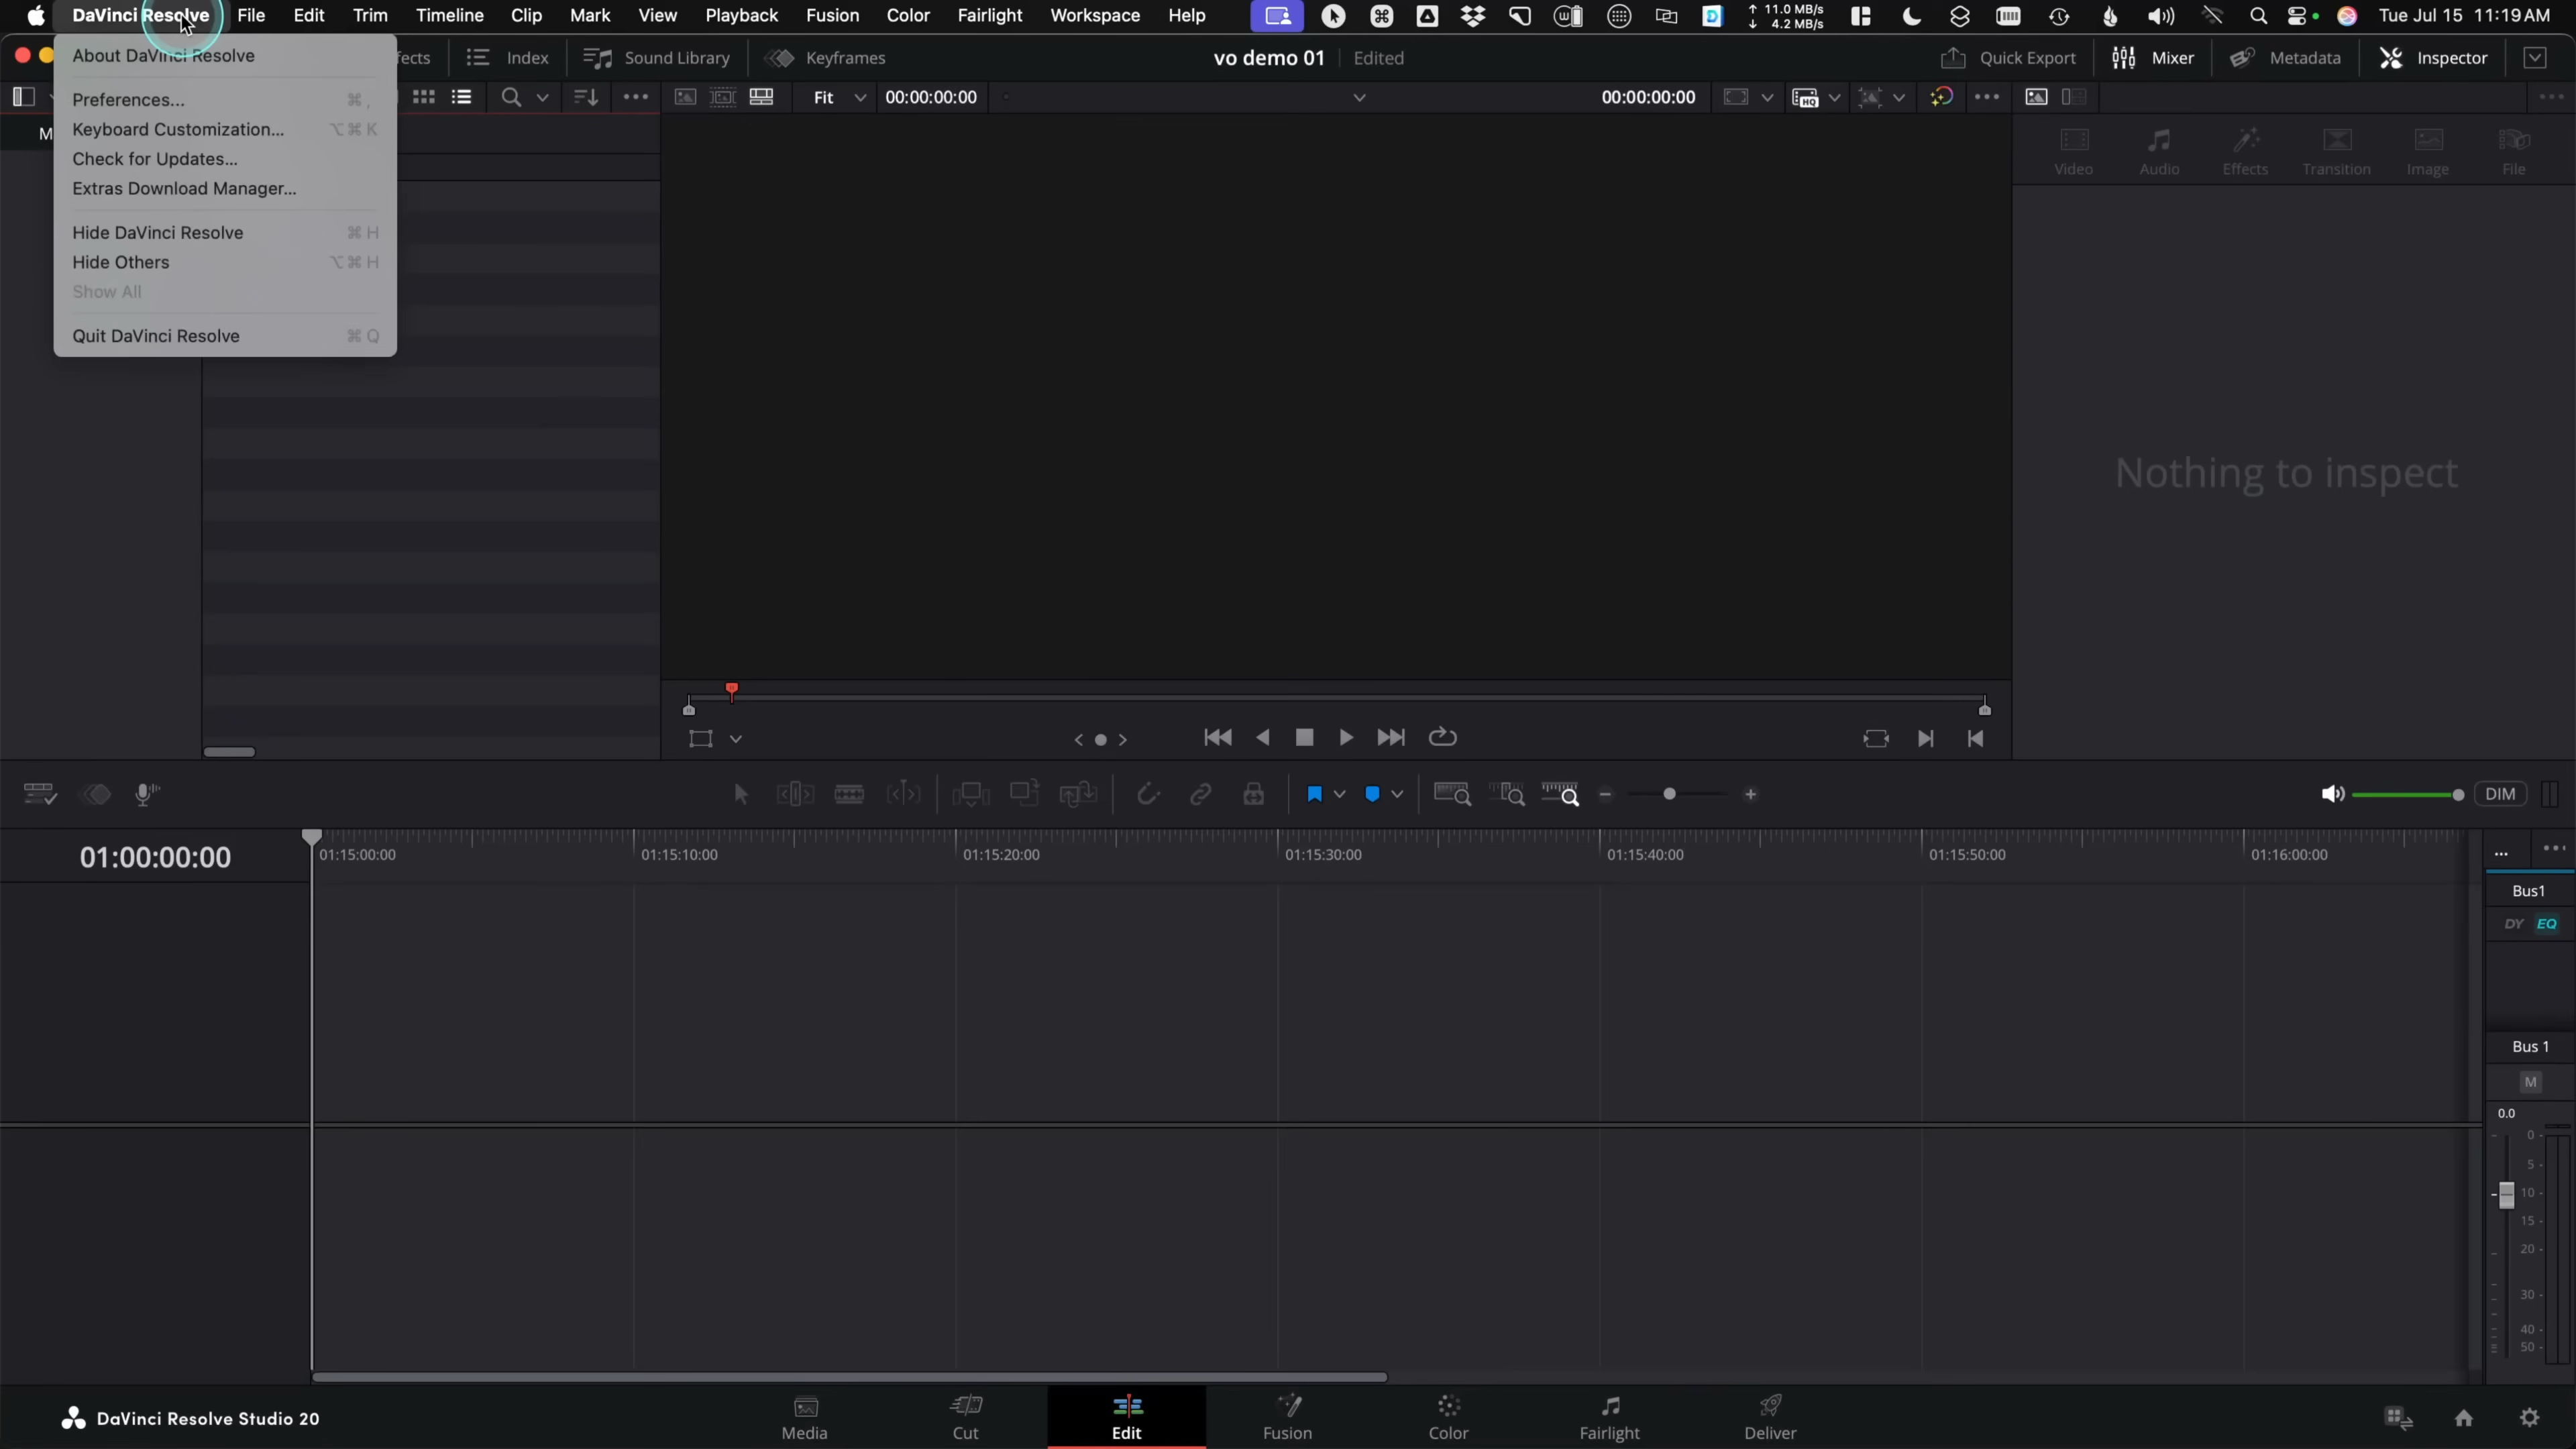 DaVinci Resolve File Edit Trim Timeline Clip Mark View Playback Fusion Color Fairlight Workspace Help ↑ 11.0 MB/s Tue Jul 15 11:19 AM
↓ 4.2 MB/s
About DaVinci Resolve
Preferences... ⌘ ,
Keyboard Customization... ⌥ ⌘ K
Check for Updates...
Extras Download Manager...
Hide DaVinci Resolve ⌘ H
Hide Others ⌥ ⌘ H
Show All
Quit DaVinci Resolve ⌘ Q
fects Index Sound Library Keyframes vo demo 01 Edited Quick Export Mixer Metadata Inspector
Fit 00:00:00:00 00:00:00:00 HQ
M
Video Audio Effects Transition Image File
Nothing to inspect
DIM
01:00:00:00 01:15:00:00 01:15:10:00 01:15:20:00 01:15:30:00 01:15:40:00 01:15:50:00 01:16:00:00
Bus1
DY EQ
Bus 1
M
0.0
0
5
10
15
20
30
40
50
DaVinci Resolve Studio 20 Media Cut Edit Fusion Color Fairlight Deliver